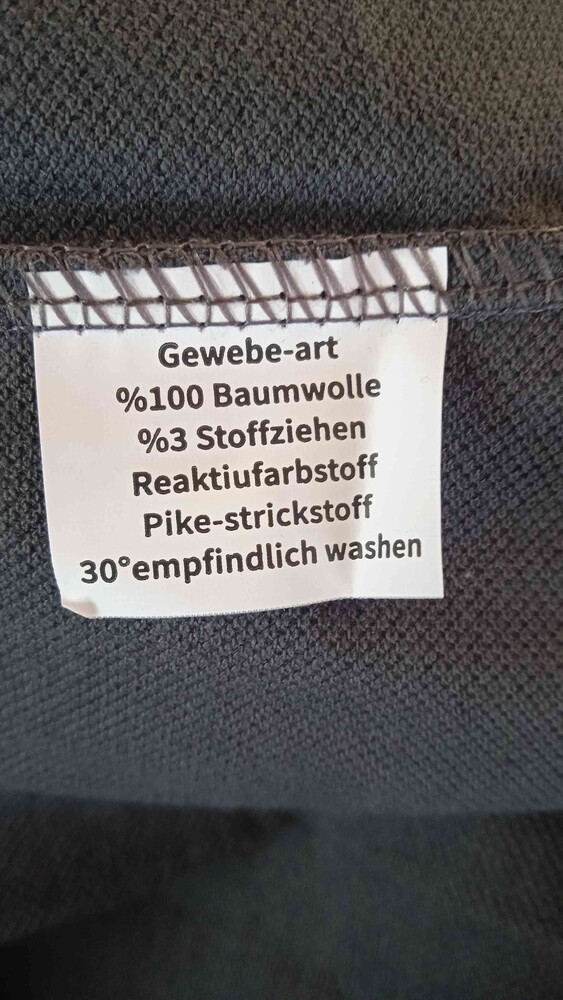 Gewebe-art
%100 Baumwolle
%3 Stoffziehen
Reaktiufarbstoff
Pike-strickstoff
30°empfindlich washen